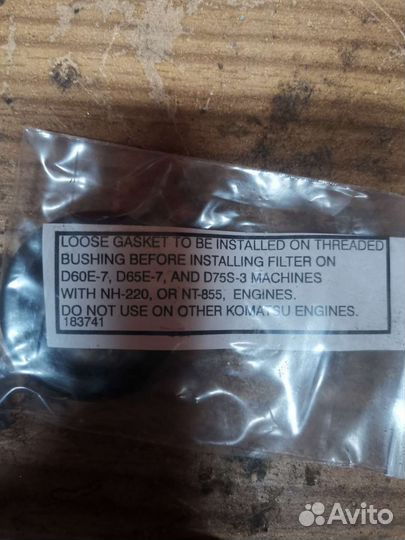 LOOSE GASKET TO BE INSTALLED ON THREADED
BUSHING BEFORE INSTALLING FILTER ON
D60E-7, D65E-7, AND D75S-3 MACHINES
WITH NH-220, OR NT-855, ENGINES.
DO NOT USE ON OTHER KOMATSU ENGINES.
183741
Avito